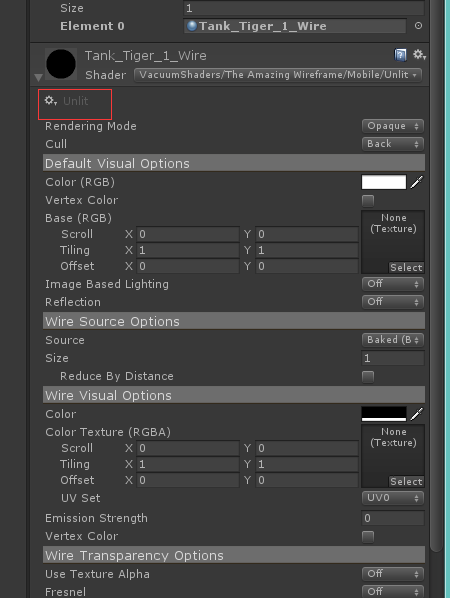 Size 1
Element 0 Tank_Tiger_1_Wire
Tank_Tiger_1_Wire
Shader VacuumShaders/The Amazing Wireframe/Mobile/Unlit
Unlit
Rendering Mode Opaque
Cull Back
Default Visual Options
Color (RGB)
Vertex Color
Base (RGB) None
(Texture)
Scroll X 0 Y 0
Tiling X 1 Y 1
Offset X 0 Y 0 Select
Image Based Lighting Off
Reflection Off
Wire Source Options
Source Baked (B
Size 1
Reduce By Distance
Wire Visual Options
Color
Color Texture (RGBA) None
(Texture)
Scroll X 0 Y 0
Tiling X 1 Y 1
Offset X 0 Y 0 Select
UV Set UV0
Emission Strength 0
Vertex Color
Wire Transparency Options
Use Texture Alpha Off
Fresnel Off